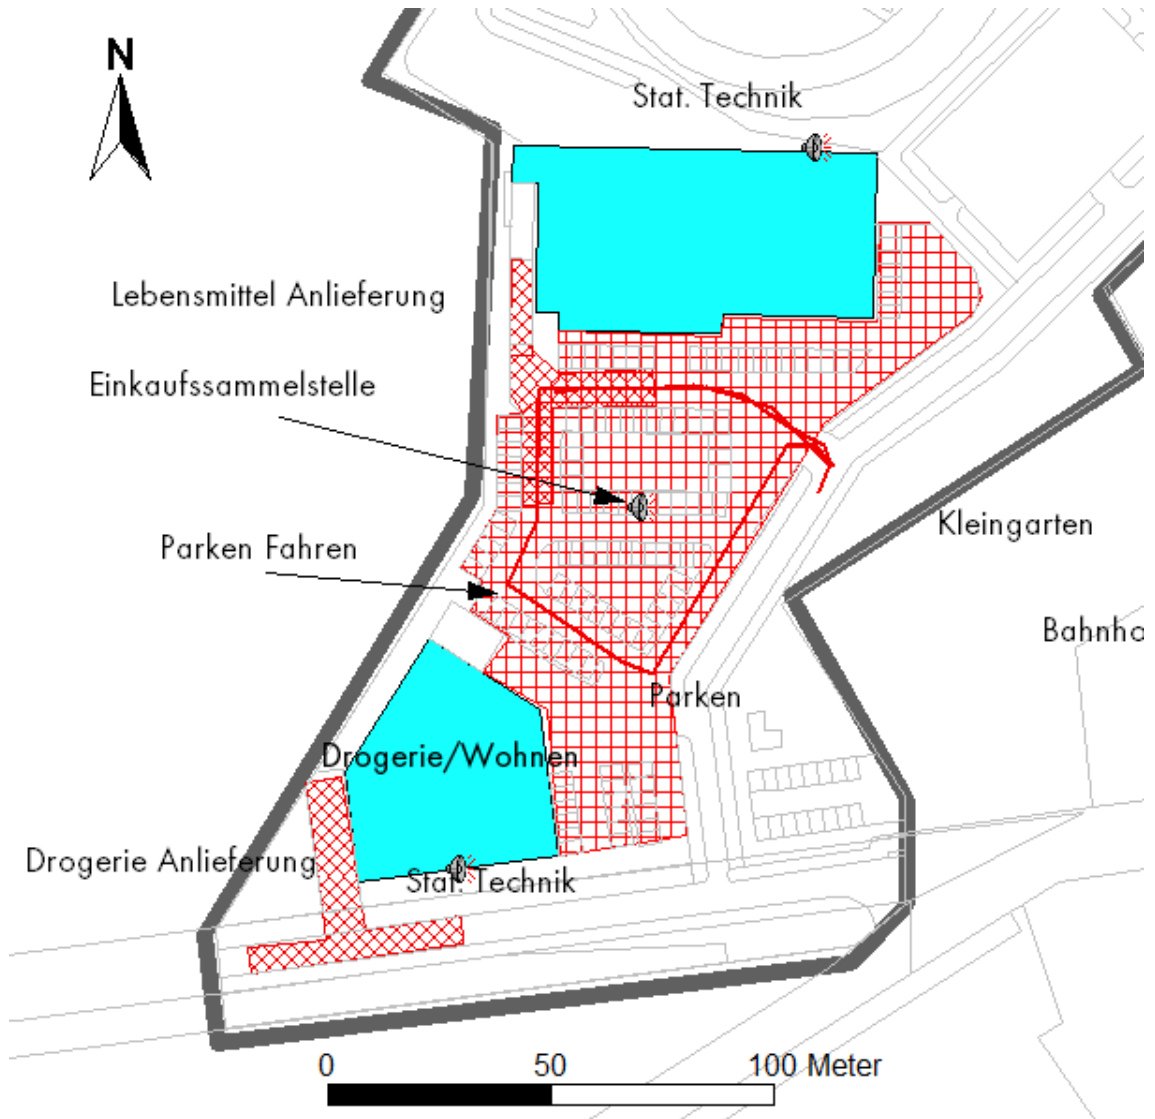 N
Stat. Technik
Lebensmittel Anlieferung
Einkaufssammelstelle
Kleingarten
Parken Fahren
Bahnho
Parken
Drogerie/Wohnen
Drogerie Anlieferung
Stat. Technik
0 50 100 Meter